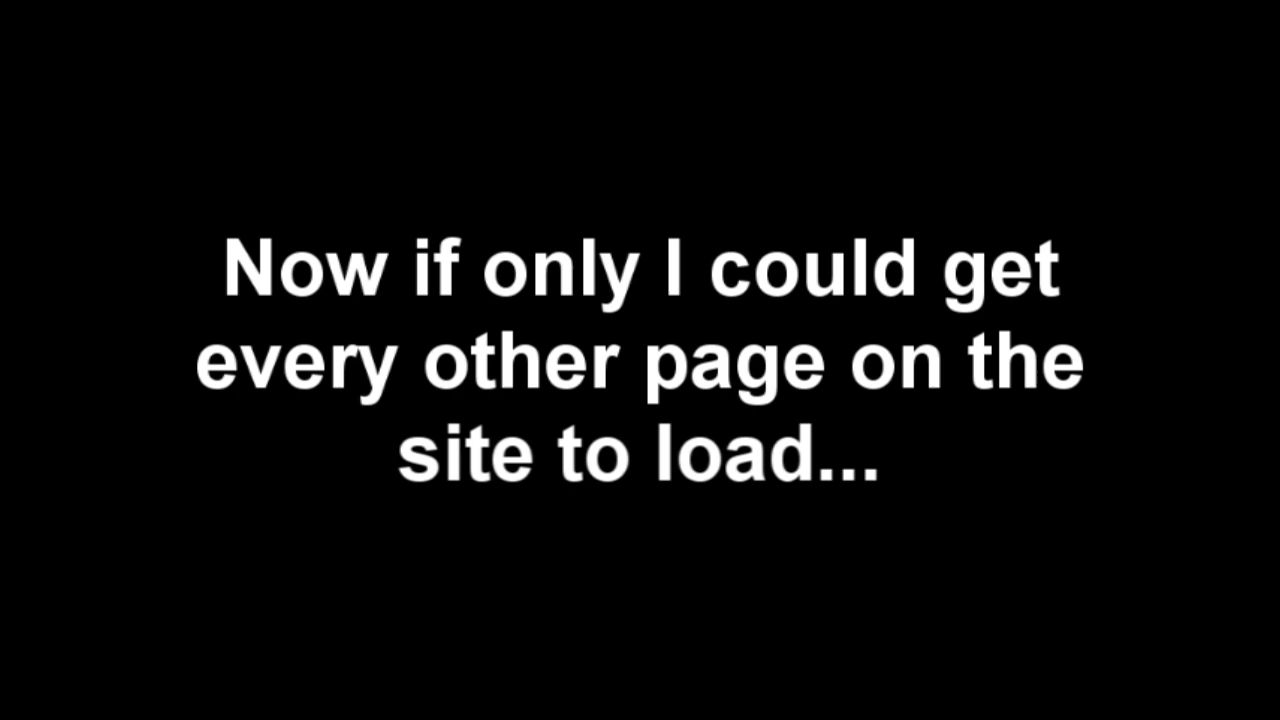 Now if only I could get
every other page on the
site to load...